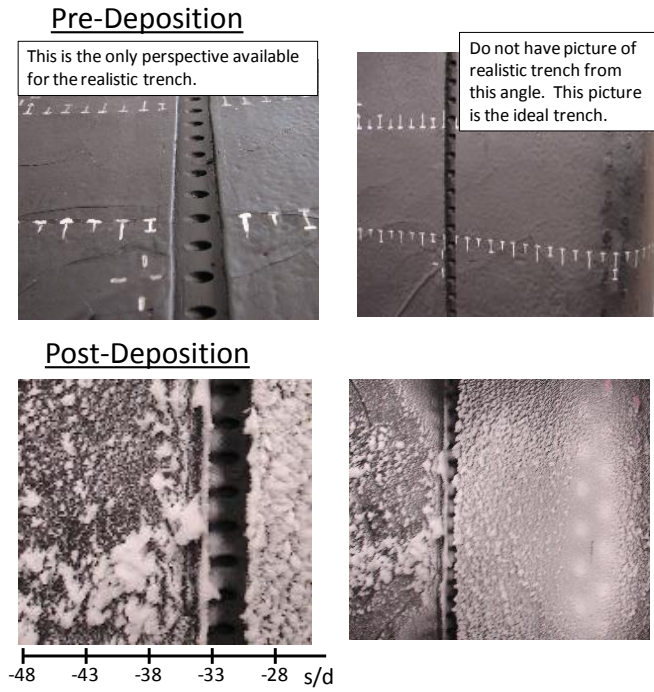 Pre-Deposition
This is the only perspective available
for the realistic trench.
Do not have picture of
realistic trench from
this angle.  This picture
is the ideal trench.
Post-Deposition
-48 -43 -38 -33 -28 s/d